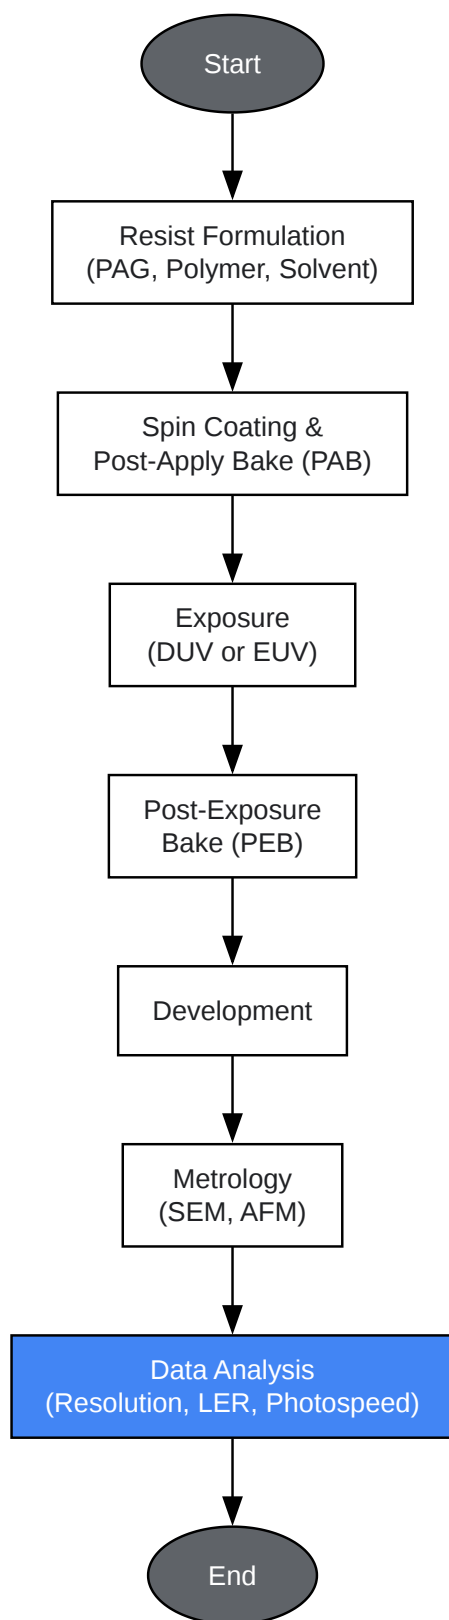 Start
Resist Formulation
(PAG, Polymer, Solvent)
Spin Coating &
Post-Apply Bake (PAB)
Exposure
(DUV or EUV)
Post-Exposure
Bake (PEB)
Development
Metrology
(SEM, AFM)
Data Analysis
(Resolution, LER, Photospeed)
End